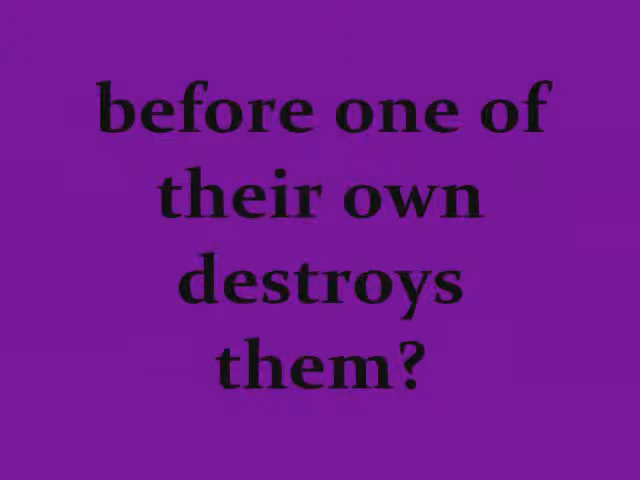 before one of
their own
destroys
them?